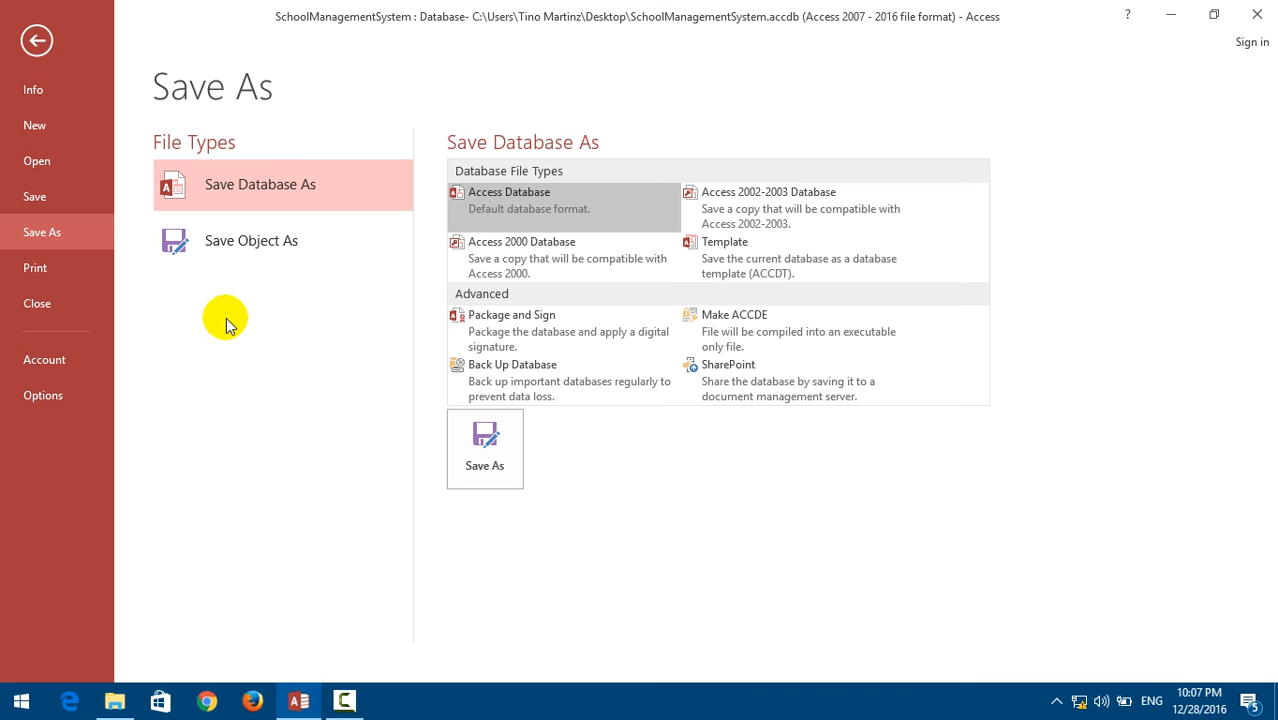 SchoolManagementSystem : Database- C:\Users\Tino Martinz\Desktop\SchoolManagementSystem.accdb (Access 2007 - 2016 file format) - Access
?
Sign in
Info
New
Open
Save
Save As
Print
Close
Account
Options
Save As
File Types
Save Database As
Save Object As
Save Database As
Database File Types
Access Database
Default database format.
Access 2002-2003 Database
Save a copy that will be compatible with
Access 2002-2003.
Access 2000 Database
Save a copy that will be compatible with
Access 2000.
Template
Save the current database as a database
template (ACCDT).
Advanced
Package and Sign
Package the database and apply a digital
signature.
Make ACCDE
File will be compiled into an executable
only file.
Back Up Database
Back up important databases regularly to
prevent data loss.
SharePoint
Share the database by saving it to a
document management server.
Save As
ENG
10:07 PM
12/28/2016
5